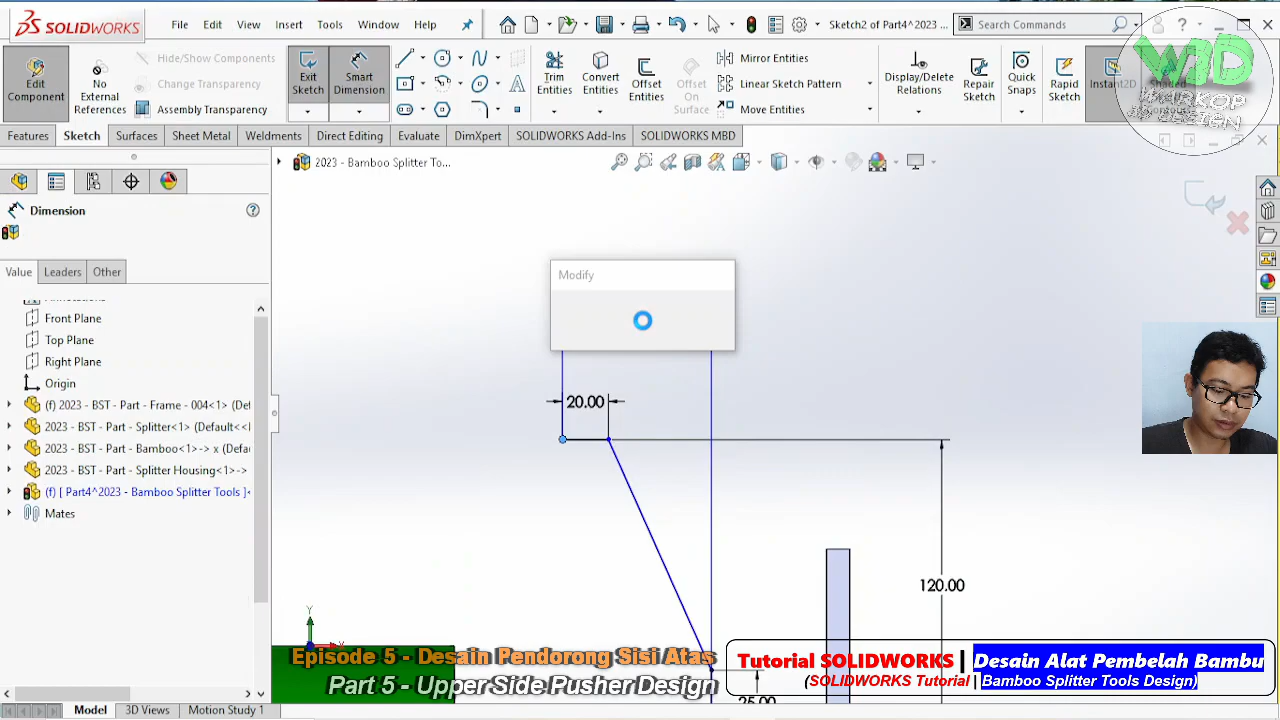 SOLIDWORKS File Edit View Insert Tools Window Help Sketch2 of Part4^2023 ... Search Commands
Edit Component
No External References
Hide/Show Components
Change Transparency
Assembly Transparency
Exit Sketch
Smart Dimension
Trim Entities
Convert Entities
Offset Entities
Offset On Surface
Mirror Entities
Linear Sketch Pattern
Move Entities
Display/Delete Relations
Repair Sketch
Quick Snaps
Rapid Sketch
Instant2D
Features Sketch Surfaces Sheet Metal Weldments Direct Editing Evaluate DimXpert SOLIDWORKS Add-Ins SOLIDWORKS MBD
2023 - Bamboo Splitter To...
Dimension
Value Leaders Other
Front Plane
Top Plane
Right Plane
Origin
(f) 2023 - BST - Part - Frame - 004<1> (Def
2023 - BST - Part - Splitter<1> (Default<<
2023 - BST - Part - Bamboo<1>-> x (Defa
2023 - BST - Part - Splitter Housing<1>->
(f) [ Part4^2023 - Bamboo Splitter Tools ]<
Mates
Modify
20.00
120.00
25.00
Y
X
Episode 5 - Desain Pendorong Sisi Atas
Part 5 - Upper Side Pusher Design
Tutorial SOLIDWORKS | Desain Alat Pembelah Bambu
(SOLIDWORKS Tutorial | Bamboo Splitter Tools Design)
Model 3D Views Motion Study 1